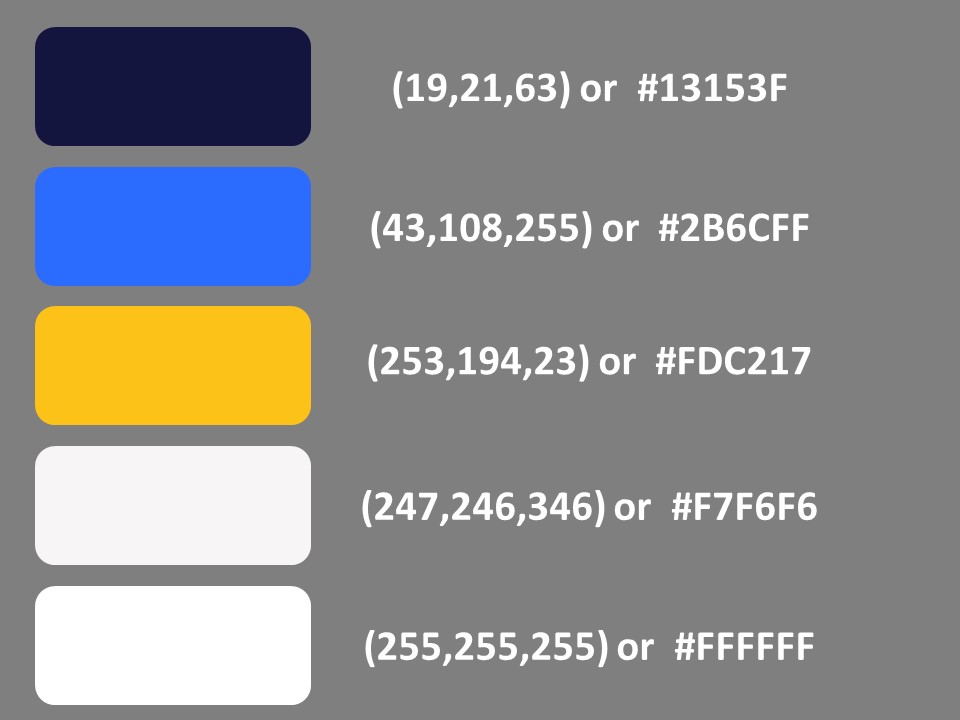 (19,21,63) or #13153F
(43,108,255) or #2B6CFF
(253,194,23) or #FDC217
(247,246,346) or #F7F6F6
(255,255,255) or #FFFFFF